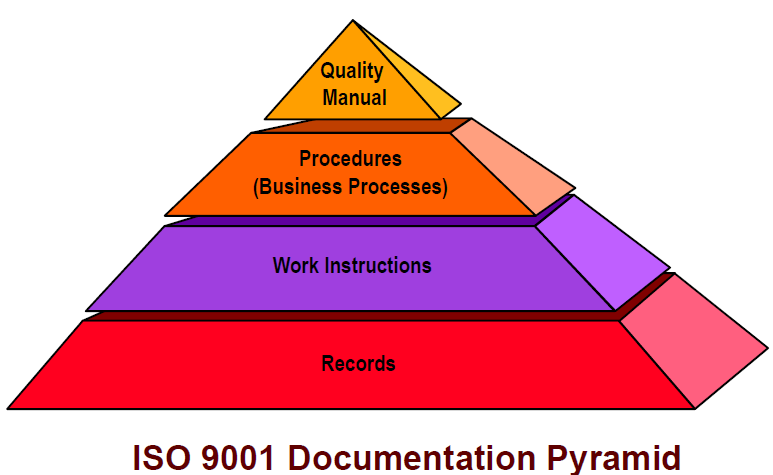 Quality
Manual
Procedures
(Business Processes)
Work Instructions
Records
ISO 9001 Documentation Pyramid